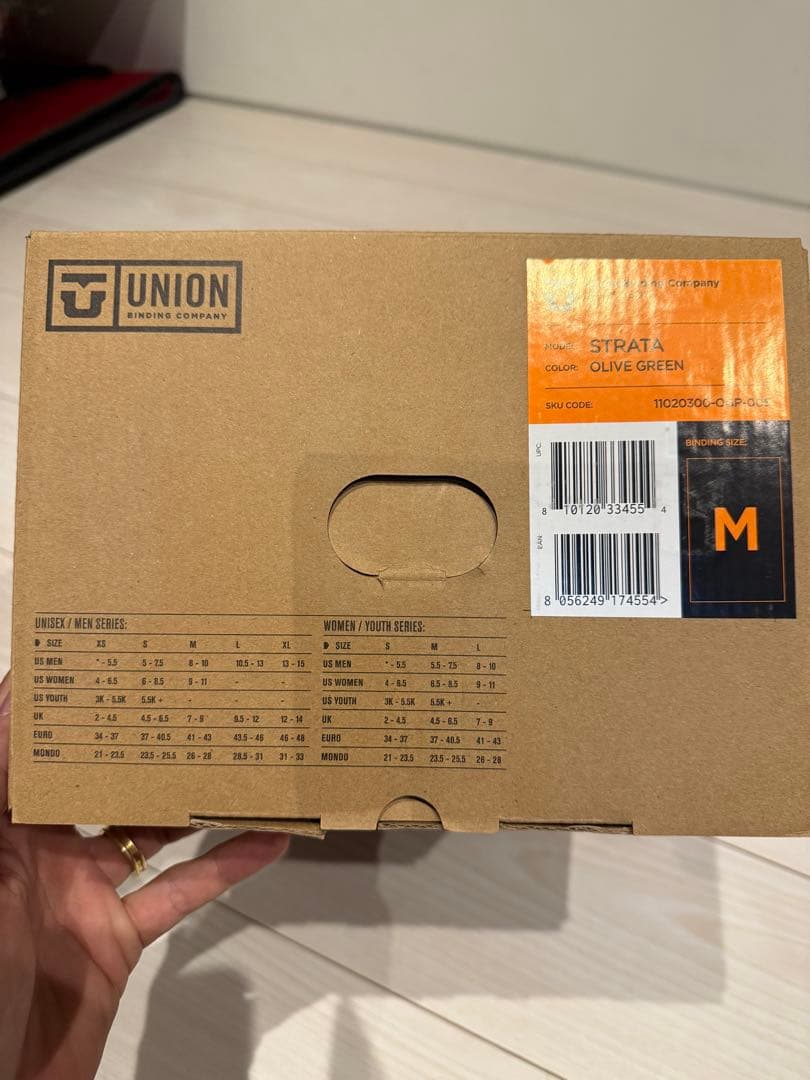 UNION
BINDING COMPANY
Company
MODEL: STRATA
COLOR: OLIVE GREEN
SKU CODE: 11020300-
UPC:
8 10120 33455 4
BINDING SIZE:
M
EAN:
8 056249 174554 >
UNISEX / MEN SERIES:
SIZE XS S M L XL
US MEN * - 5.5 5 - 7.5 8 - 10 10.5 - 13 13 - 15
US WOMEN 4 - 6.5 6 - 8.5 9 - 11 - -
US YOUTH 3K - 5.5K 5.5K + - - -
UK 2 - 4.5 4.5 - 6.5 7 - 9 9.5 - 12 12 - 14
EURO 34 - 37 37 - 40.5 41 - 43 43.5 - 46 46 - 48
MONDO 21 - 23.5 23.5 - 25.5 26 - 28 28.5 - 31 31 - 33
WOMEN / YOUTH SERIES:
SIZE S M L
US MEN * - 5.5 5.5 - 7.5 8 - 10
US WOMEN 4 - 6.5 6.5 - 8.5 9 - 11
US YOUTH 3K - 5.5K 5.5K + -
UK 2 - 4.5 4.5 - 6.5 7 - 9
EURO 34 - 37 37 - 40.5 41 - 43
MONDO 21 - 23.5 23.5 - 25.5 26 - 28